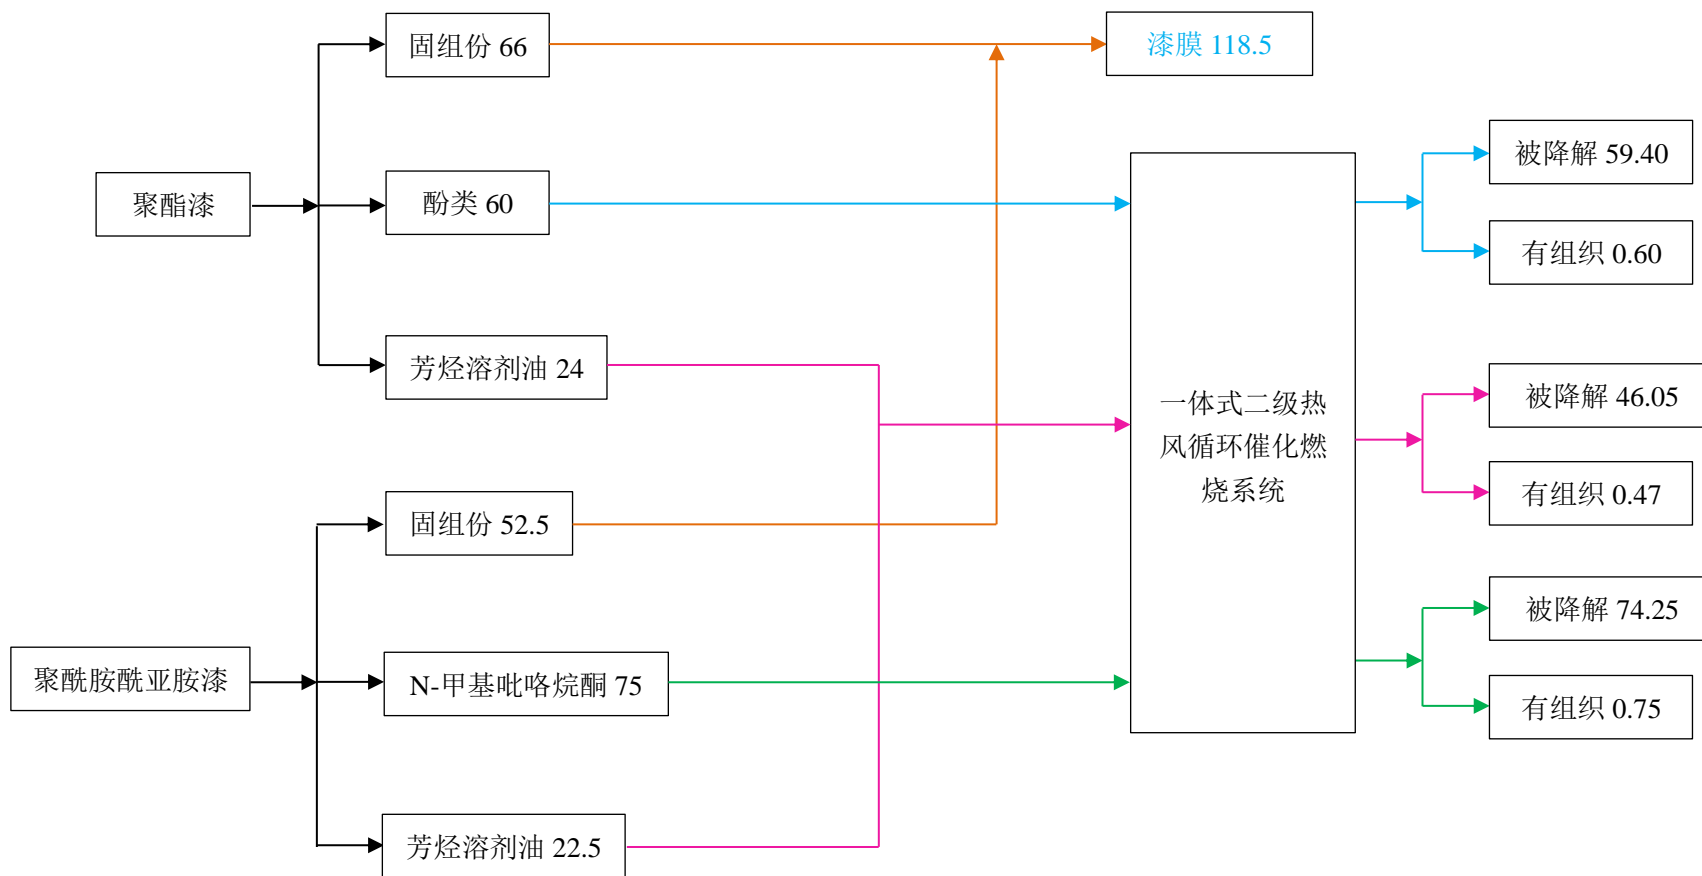 固组份 66
漆膜 118.5
被降解 59.40
聚酯漆
酚类 60
有组织 0.60
芳烃溶剂油 24
一体式二级热
风循环催化燃
烧系统
被降解 46.05
有组织 0.47
固组份 52.5
被降解 74.25
聚酰胺酰亚胺漆
N-甲基吡咯烷酮 75
有组织 0.75
芳烃溶剂油 22.5